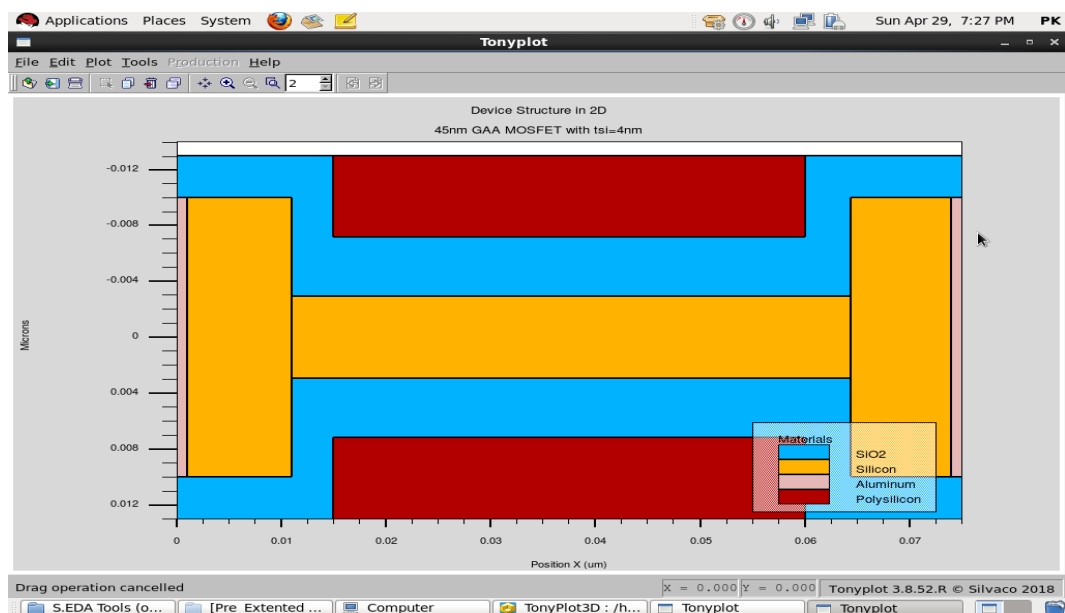 Applications Places System Sun Apr 29, 7:27 PM PK
Tonyplot
File Edit Plot Tools Production Help
2
Device Structure in 2D
45nm GAA MOSFET with tsi=4nm
-0.012
-0.008
-0.004
0
0.004
0.008
0.012
Microns
Materials
SiO2
Silicon
Aluminum
Polysilicon
0 0.01 0.02 0.03 0.04 0.05 0.06 0.07
Position X (um)
Drag operation cancelled X = 0.000 Y = 0.000 Tonyplot 3.8.52.R © Silvaco 2018
S.EDA Tools (o... [Pre_Extented ... Computer TonyPlot3D : /h... Tonyplot Tonyplot